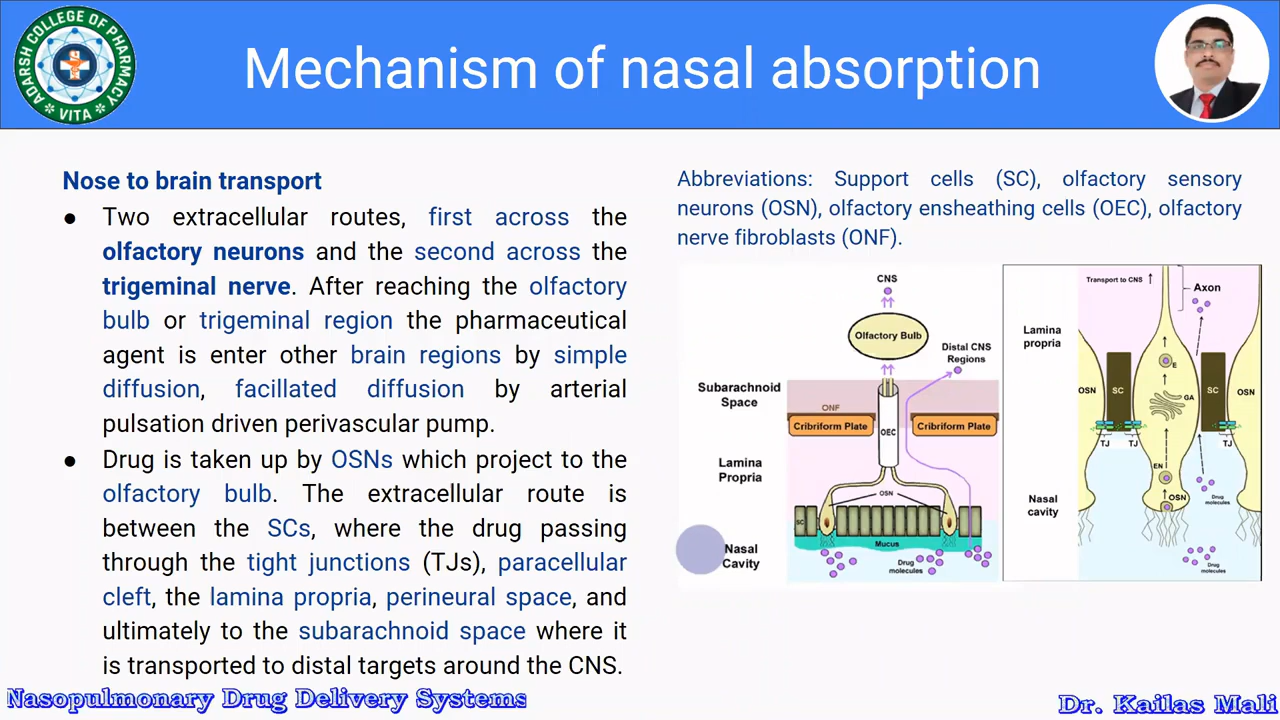 ADARSH COLLEGE OF PHARMACY
VITA
Mechanism of nasal absorption
Nose to brain transport
● Two extracellular routes, first across the
olfactory neurons and the second across the
trigeminal nerve. After reaching the olfactory
bulb or trigeminal region the pharmaceutical
agent is enter other brain regions by simple
diffusion, facillated diffusion by arterial
pulsation driven perivascular pump.
● Drug is taken up by OSNs which project to the
olfactory bulb. The extracellular route is
between the SCs, where the drug passing
through the tight junctions (TJs), paracellular
cleft, the lamina propria, perineural space, and
ultimately to the subarachnoid space where it
is transported to distal targets around the CNS.
Abbreviations: Support cells (SC), olfactory sensory
neurons (OSN), olfactory ensheathing cells (OEC), olfactory
nerve fibroblasts (ONF).
CNS
Olfactory Bulb
Distal CNS
Regions
Subarachnoid
Space
ONF
Cribriform Plate
OEC
Cribriform Plate
Lamina
Propria
OSN
SC
Mucus
Nasal
Cavity
Drug
molecules
Transport to CNS
Axon
Lamina
propria
E
OSN
SC
GA
SC
OSN
TJ
TJ
TJ
EN
OSN
Drug
molecules
Nasal
cavity
Drug
molecules
Nasopulmonary Drug Delivery Systems
Dr. Kailas Mali